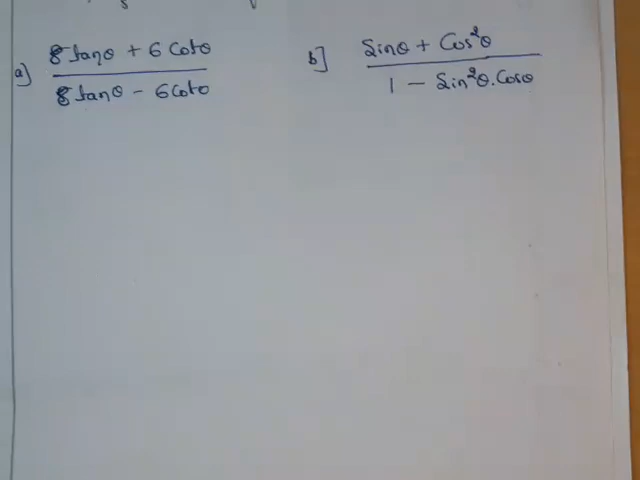 a] 8 tanθ + 6 Cotθ
8 tanθ - 6 Cotθ
b] Sinθ + Cos²θ
1 - Sin²θ.Cosθ